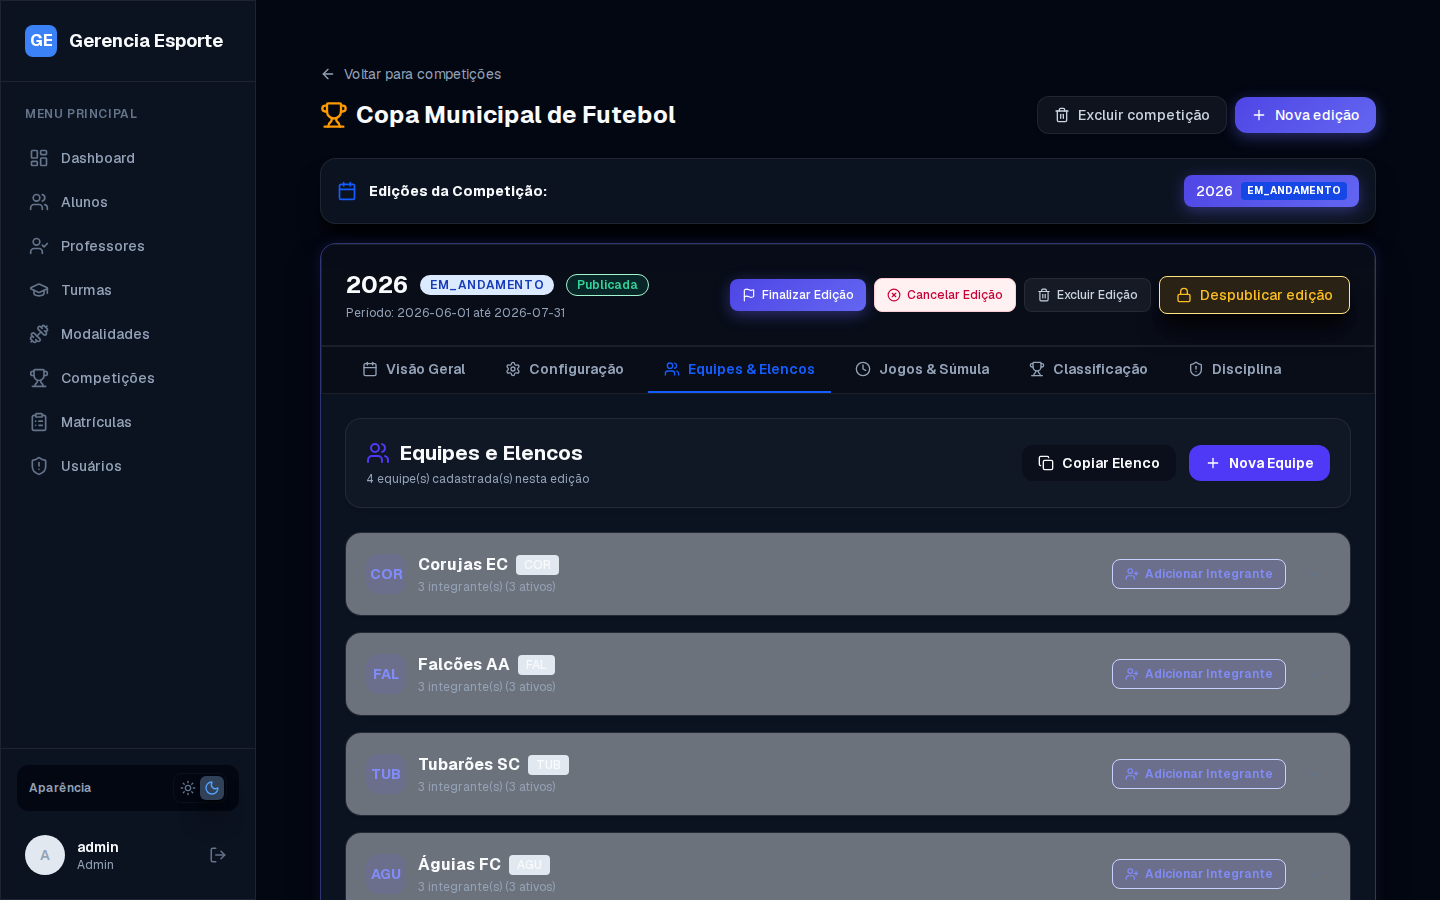 GE Gerencia Esporte
MENU PRINCIPAL
Dashboard
Alunos
Professores
Turmas
Modalidades
Competições
Matrículas
Usuários
Aparência
A
admin
Admin
Voltar para competições
Copa Municipal de Futebol
Excluir competição
Nova edição
Edições da Competição:
2026 EM_ANDAMENTO
2026 EM_ANDAMENTO Publicada
Período: 2026-06-01 até 2026-07-31
Finalizar Edição
Cancelar Edição
Excluir Edição
Despublicar edição
Visão Geral
Configuração
Equipes & Elencos
Jogos & Súmula
Classificação
Disciplina
Equipes e Elencos
4 equipe(s) cadastrada(s) nesta edição
Copiar Elenco
Nova Equipe
COR
Corujas EC COR
3 integrante(s) (3 ativos)
Adicionar Integrante
FAL
Falcões AA FAL
3 integrante(s) (3 ativos)
Adicionar Integrante
TUB
Tubarões SC TUB
3 integrante(s) (3 ativos)
Adicionar Integrante
AGU
Águias FC AGU
3 integrante(s) (3 ativos)
Adicionar Integrante